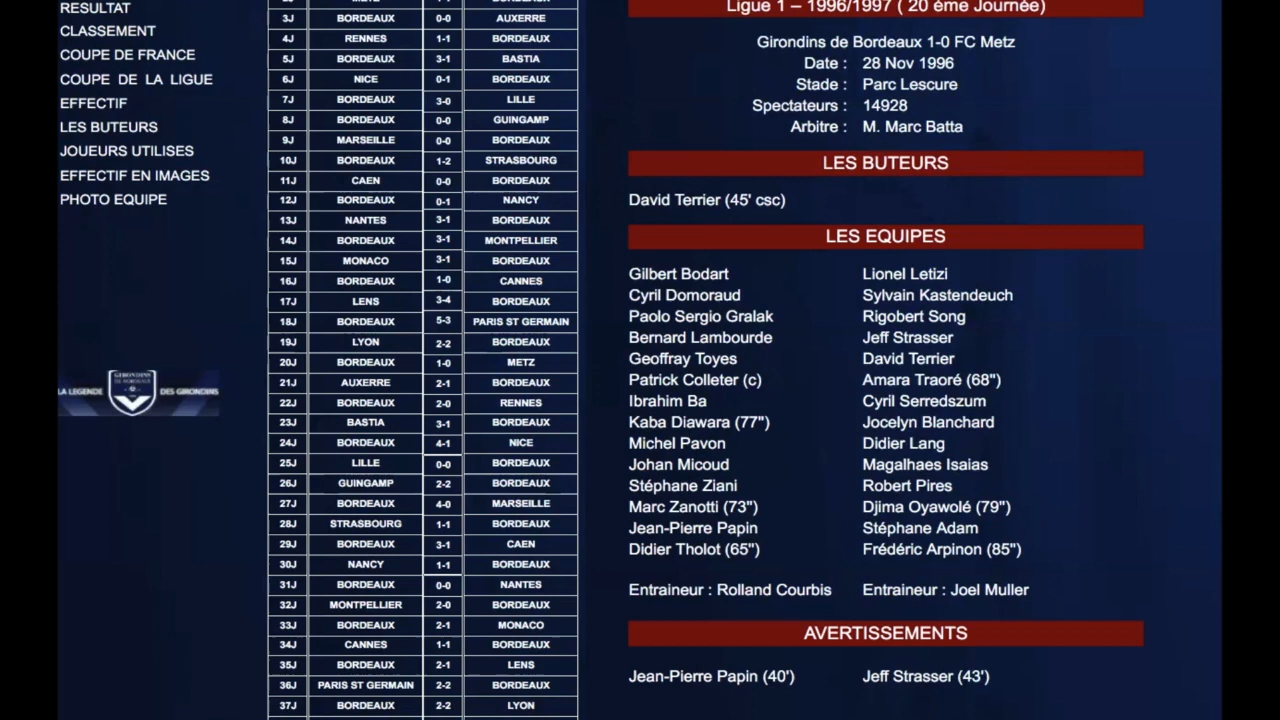 RESULTAT
CLASSEMENT
COUPE DE FRANCE
COUPE DE LA LIGUE
EFFECTIF
LES BUTEURS
JOUEURS UTILISES
EFFECTIF EN IMAGES
PHOTO EQUIPE
LA LEGENDE
GIRONDINS
DE BORDEAUX
DES GIRONDINS
3J BORDEAUX 0-0 AUXERRE
4J RENNES 1-1 BORDEAUX
5J BORDEAUX 3-1 BASTIA
6J NICE 0-1 BORDEAUX
7J BORDEAUX 3-0 LILLE
8J BORDEAUX 0-0 GUINGAMP
9J MARSEILLE 0-0 BORDEAUX
10J BORDEAUX 1-2 STRASBOURG
11J CAEN 0-0 BORDEAUX
12J BORDEAUX 0-1 NANCY
13J NANTES 3-1 BORDEAUX
14J BORDEAUX 3-1 MONTPELLIER
15J MONACO 3-1 BORDEAUX
16J BORDEAUX 1-0 CANNES
17J LENS 3-4 BORDEAUX
18J BORDEAUX 5-3 PARIS ST GERMAIN
19J LYON 2-2 BORDEAUX
20J BORDEAUX 1-0 METZ
21J AUXERRE 2-1 BORDEAUX
22J BORDEAUX 2-0 RENNES
23J BASTIA 3-1 BORDEAUX
24J BORDEAUX 4-1 NICE
25J LILLE 0-0 BORDEAUX
26J GUINGAMP 2-2 BORDEAUX
27J BORDEAUX 4-0 MARSEILLE
28J STRASBOURG 1-1 BORDEAUX
29J BORDEAUX 3-1 CAEN
30J NANCY 1-1 BORDEAUX
31J BORDEAUX 0-0 NANTES
32J MONTPELLIER 2-0 BORDEAUX
33J BORDEAUX 2-1 MONACO
34J CANNES 1-1 BORDEAUX
35J BORDEAUX 2-1 LENS
36J PARIS ST GERMAIN 2-2 BORDEAUX
37J BORDEAUX 2-2 LYON
Ligue 1 – 1996/1997 ( 20 éme Journée)
Girondins de Bordeaux 1-0 FC Metz
Date : 28 Nov 1996
Stade : Parc Lescure
Spectateurs : 14928
Arbitre : M. Marc Batta
LES BUTEURS
David Terrier (45' csc)
LES EQUIPES
Gilbert Bodart Lionel Letizi
Cyril Domoraud Sylvain Kastendeuch
Paolo Sergio Gralak Rigobert Song
Bernard Lambourde Jeff Strasser
Geoffray Toyes David Terrier
Patrick Colleter (c) Amara Traoré (68")
Ibrahim Ba Cyril Serredszum
Kaba Diawara (77") Jocelyn Blanchard
Michel Pavon Didier Lang
Johan Micoud Magalhaes Isaias
Stéphane Ziani Robert Pires
Marc Zanotti (73") Djima Oyawolé (79")
Jean-Pierre Papin Stéphane Adam
Didier Tholot (65") Frédéric Arpinon (85")
Entraineur : Rolland Courbis Entraineur : Joel Muller
AVERTISSEMENTS
Jean-Pierre Papin (40') Jeff Strasser (43')